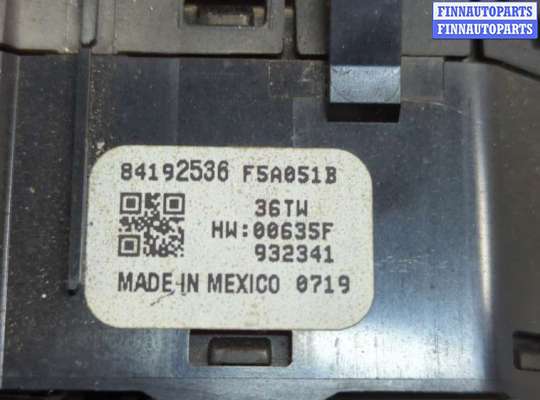 FINNAUTOPARTS
FINNAUTOPARTS
84192536 F5A051B
36TW
HW:00635F
932341
MADE IN MEXICO 0719